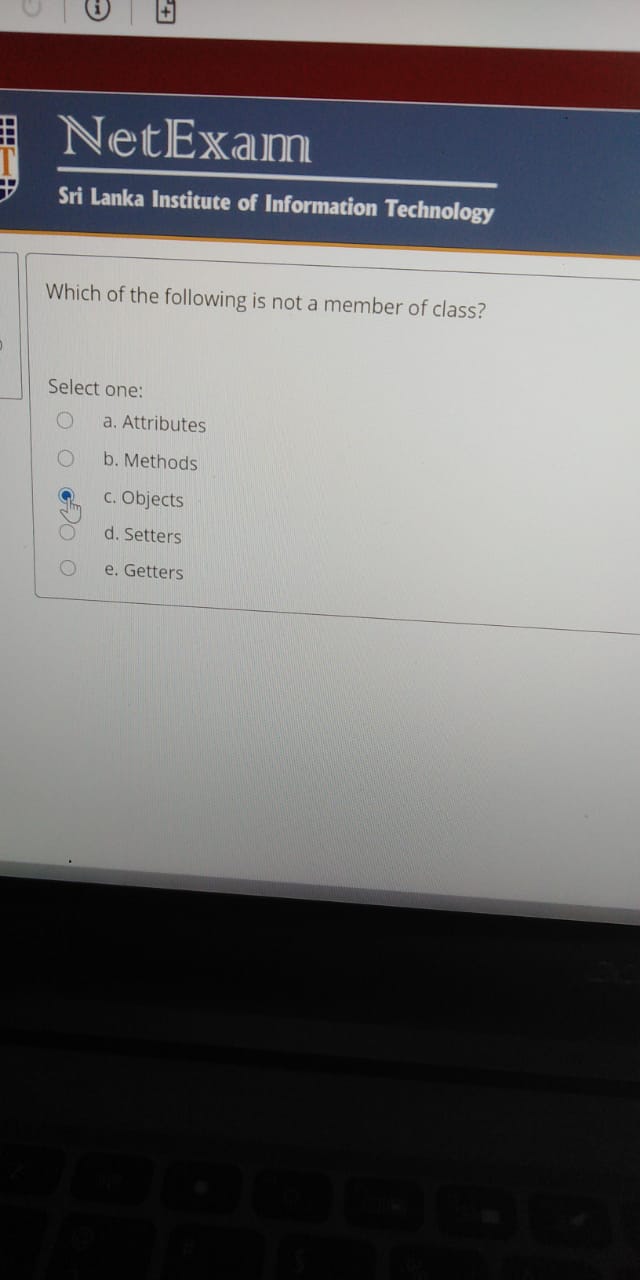 NetExam
Sri Lanka Institute of Information Technology
Which of the following is not a member of class?
Select one:
a. Attributes
b. Methods
c. Objects
d. Setters
e. Getters